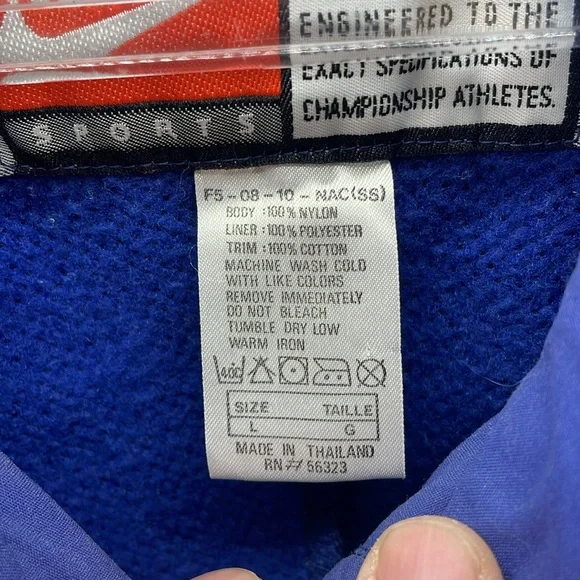 ENGINEERED TO THE
EXACT SPECIFICATIONS OF
CHAMPIONSHIP ATHLETES.
SPORTS
F5-08-10-NAC(SS)
BODY :100% NYLON
LINER :100% POLYESTER
TRIM :100% COTTON
MACHINE WASH COLD
WITH LIKE COLORS
REMOVE IMMEDIATELY
DO NOT BLEACH
TUMBLE DRY LOW
WARM IRON
40C
SIZE TAILLE
L G
MADE IN THAILAND
RN# 56323